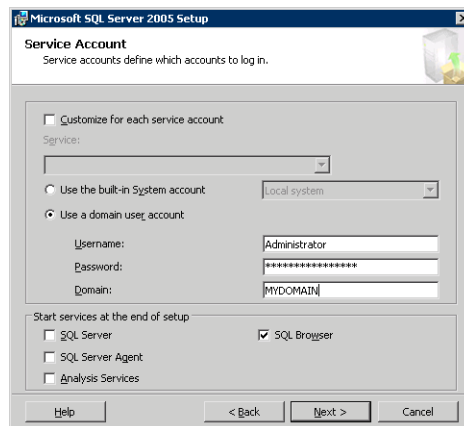 Microsoft SQL Server 2005 Setup
Service Account
Service accounts define which accounts to log in.
Customize for each service account
Service:
Use the built-in System account
Local system
Use a domain user account
Username:
Administrator
Password:
****************
Domain:
MYDOMAIN
Start services at the end of setup
SQL Server
SQL Browser
SQL Server Agent
Analysis Services
Help
< Back
Next >
Cancel